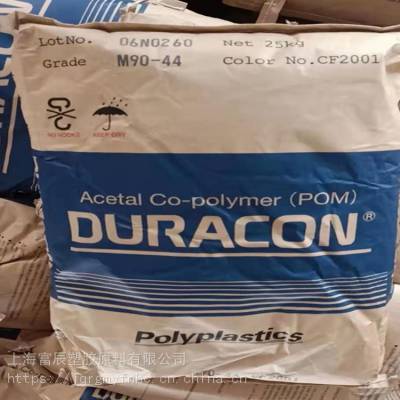 Lot No. 06N0260 Net 25kg
Grade M90-44 Color No. CF2001
NO HOOKS KEEP DRY
Acetal Co-polymer (POM)
DURACON®
Polyplastics
上海富辰塑胶原料有限公司